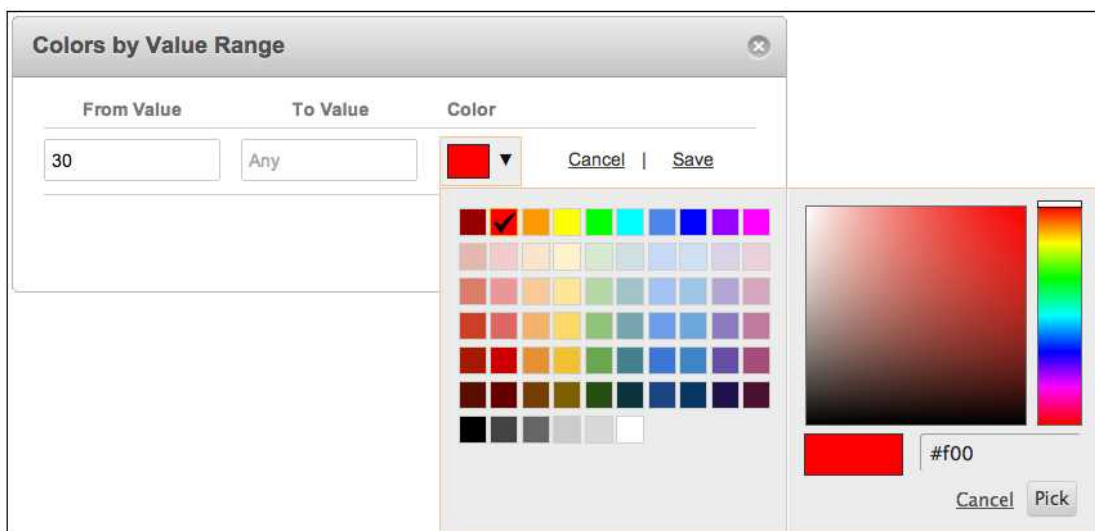 Colors by Value Range
From Value To Value Color
30 Any ▼ Cancel | Save
#f00
Cancel Pick